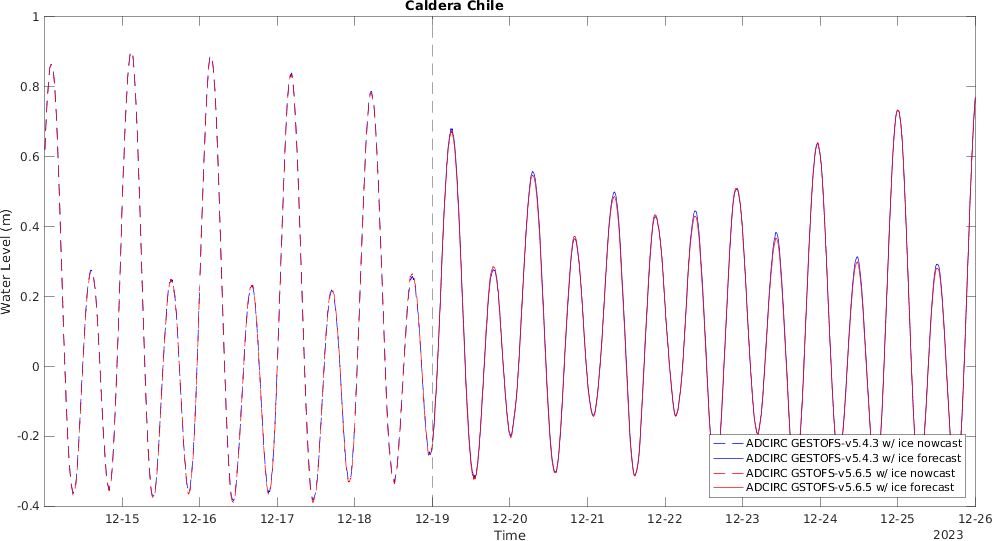 Caldera Chile
1
0.8
0.6
0.4
0.2
0
-0.2
-0.4
Water Level (m)
ADCIRC GESTOFS-v5.4.3 w/ ice nowcast
ADCIRC GESTOFS-v5.4.3 w/ ice forecast
ADCIRC GSTOFS-v5.6.5 w/ ice nowcast
ADCIRC GSTOFS-v5.6.5 w/ ice forecast
12-15 12-16 12-17 12-18 12-19 12-20 12-21 12-22 12-23 12-24 12-25 12-26
Time
2023